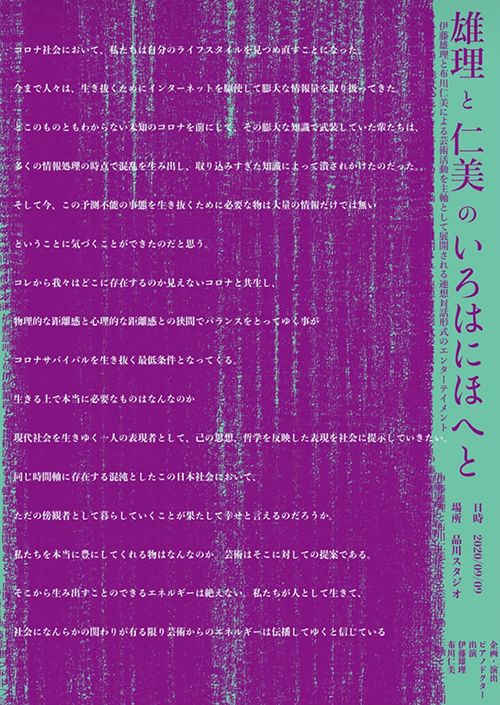 雄理と仁美のいろはにほへと
伊藤雄理と布川仁美による芸術活動を主軸として展開される連想対話形式のエンターテイメント
コロナ社会において、私たちは自分のライフスタイルを見つめ直すことになった。
今まで人々は、生き抜くためにインターネットを駆使して膨大な情報量を取り扱ってきた。
どこのものともわからない未知のコロナを前にして、その膨大な知識で武装していた輩たちは、
多くの情報処理の時点で混乱を生み出し、取り込みすぎた知識によって潰されかけたのだった。
そして今、この予測不能の事態を生き抜くために必要な物は大量の情報だけでは無い
ということに気づくことができたのだと思う。
コレから我々はどこに存在するのか見えないコロナと共生し、
物理的な距離感と心理的な距離感との狭間でバランスをとってゆく事が
コロナサバイバルを生き抜く最低条件となってくる。
生きる上で本当に必要なものはなんなのか
現代社会を生きゆく一人の表現者として、己の思想、哲学を反映した表現を社会に提示していきたい。
同じ時間軸に存在する混沌としたこの日本社会において、
ただの傍観者として暮らしていくことが果たして幸せと言えるのだろうか。
私たちを本当に豊にしてくれる物はなんなのか　芸術はそこに対しての提案である。
そこから生み出すことのできるエネルギーは絶えない。私たちが人として生きて、
社会になんらかの関わりが有る限り芸術からのエネルギーは伝播してゆくと信じている
日時　2020/09/09
場所　品川スタジオ
企画・演出
ピアノドクター
出演
伊藤雄理
布川仁美